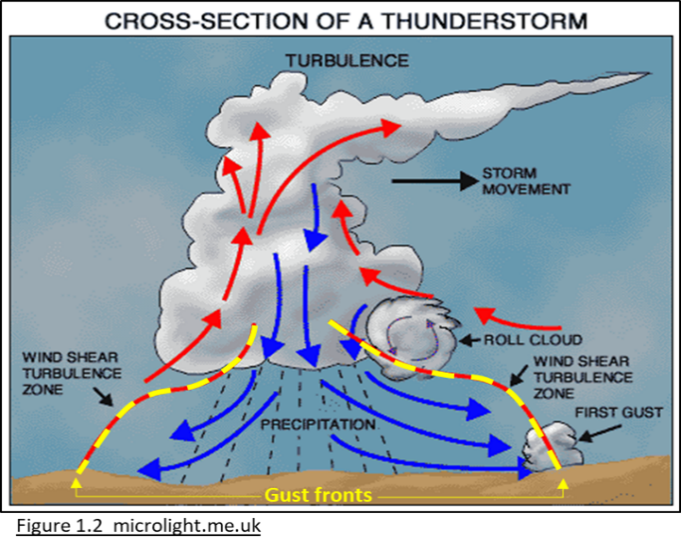 CROSS-SECTION OF A THUNDERSTORM
TURBULENCE
STORM
MOVEMENT
ROLL CLOUD
WIND SHEAR
TURBULENCE
ZONE
WIND SHEAR
TURBULENCE
ZONE
FIRST GUST
PRECIPITATION
Gust fronts
Figure 1.2 microlight.me.uk